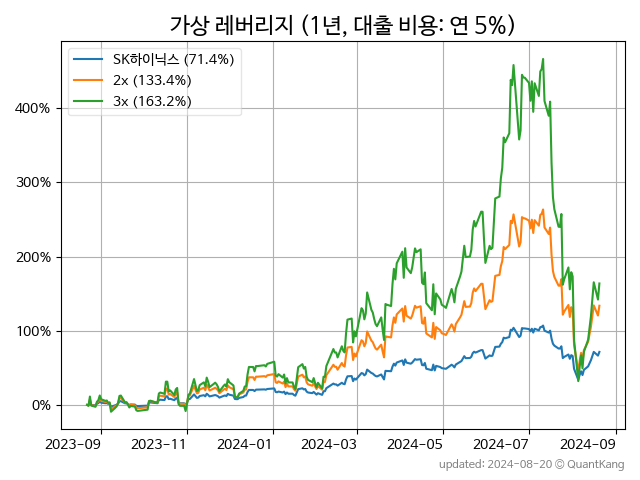 가상 레버리지 (1년, 대출 비용: 연 5%)
SK하이닉스 (71.4%)
2x (133.4%)
3x (163.2%)
400%
300%
200%
100%
0%
2023-09 2023-11 2024-01 2024-03 2024-05 2024-07 2024-09
updated: 2024-08-20 © QuantKang